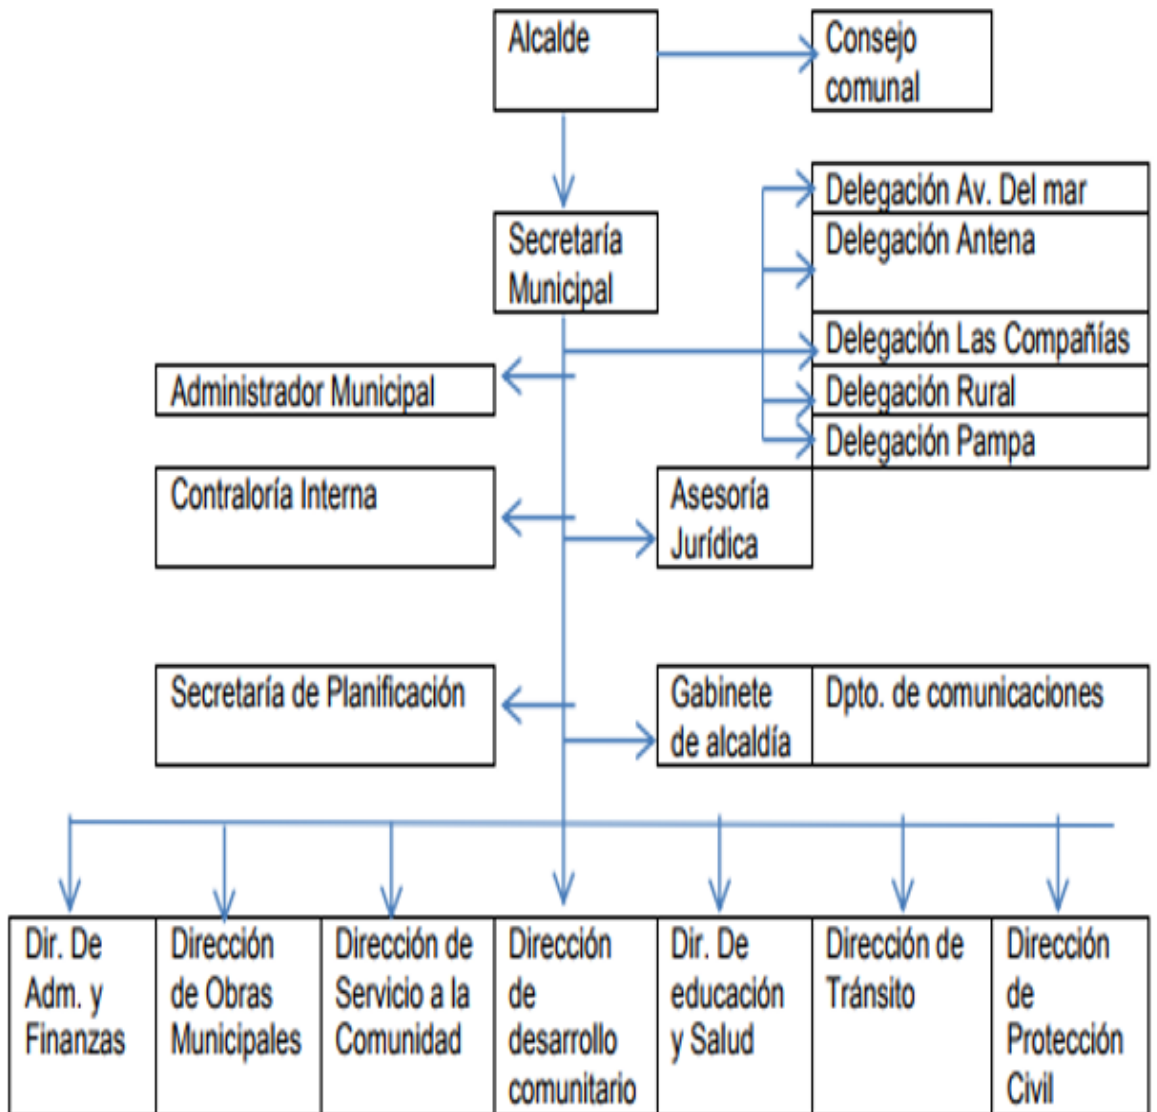 Alcalde
Consejo
comunal
Delegación Av. Del mar
Secretaría
Municipal
Delegación Antena
Delegación Las Compañías
Administrador Municipal
Delegación Rural
Delegación Pampa
Contraloría Interna
Asesoría
Jurídica
Secretaría de Planificación
Gabinete
de alcaldía
Dpto. de comunicaciones
Dir. De
Adm. y
Finanzas
Dirección
de Obras
Municipales
Dirección de
Servicio a la
Comunidad
Dirección
de
desarrollo
comunitario
Dir. De
educación
y Salud
Dirección de
Tránsito
Dirección
de
Protección
Civil